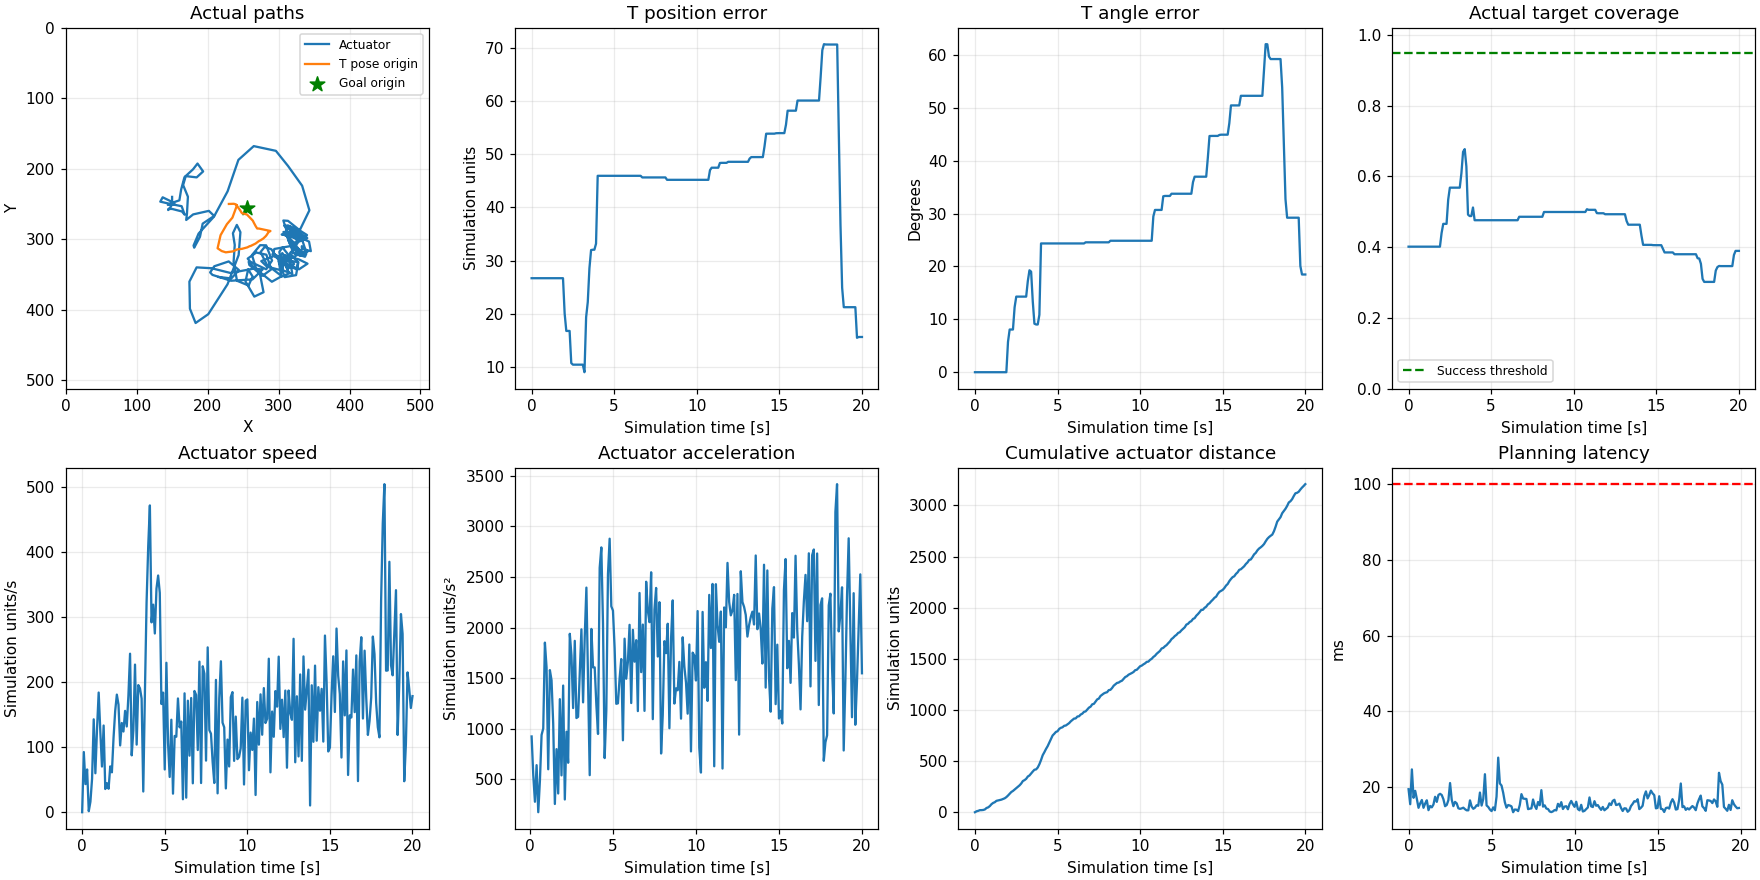 Actual paths
Y
0
100
200
300
400
500
0 100 200 300 400 500
X
Actuator
T pose origin
Goal origin
T position error
Simulation units
70
60
50
40
30
20
10
0 5 10 15 20
Simulation time [s]
T angle error
Degrees
60
50
40
30
20
10
0
0 5 10 15 20
Simulation time [s]
Actual target coverage
1.0
0.8
0.6
0.4
0.2
0.0
0 5 10 15 20
Simulation time [s]
Success threshold
Actuator speed
Simulation units/s
500
400
300
200
100
0
0 5 10 15 20
Simulation time [s]
Actuator acceleration
Simulation units/s²
3500
3000
2500
2000
1500
1000
500
0 5 10 15 20
Simulation time [s]
Cumulative actuator distance
Simulation units
3000
2500
2000
1500
1000
500
0
0 5 10 15 20
Simulation time [s]
Planning latency
ms
100
80
60
40
20
0 5 10 15 20
Simulation time [s]